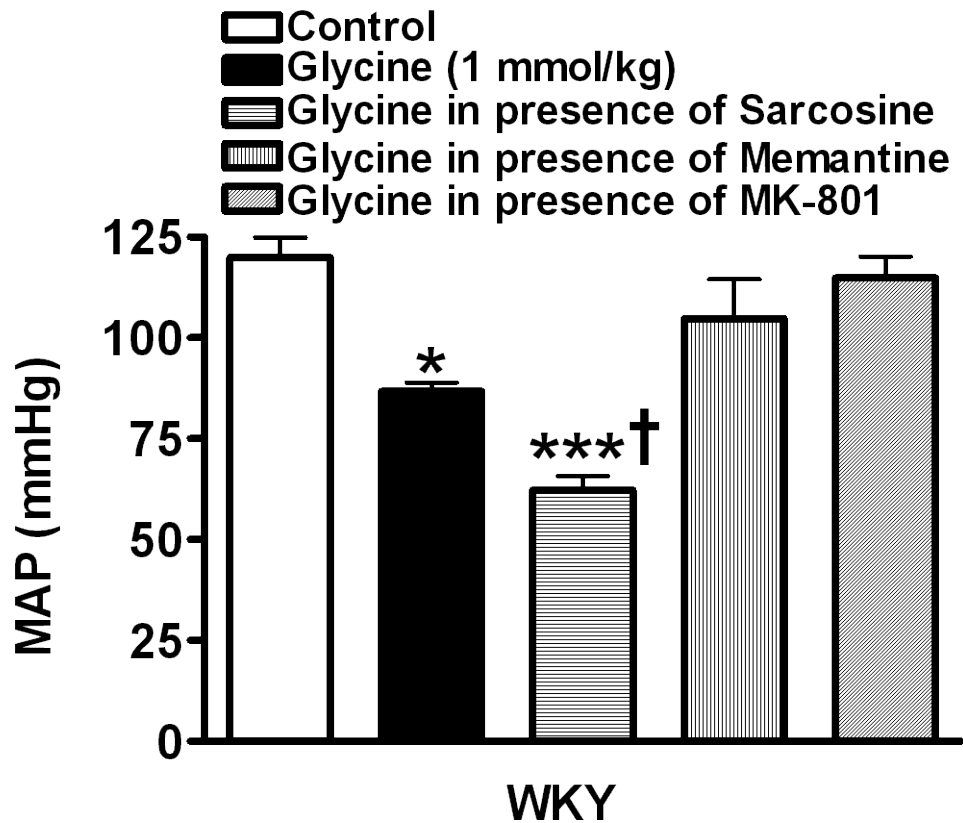 Control
Glycine (1 mmol/kg)
Glycine in presence of Sarcosine
Glycine in presence of Memantine
Glycine in presence of MK-801
MAP (mmHg)
125
100
75
50
25
0
*
***†
WKY